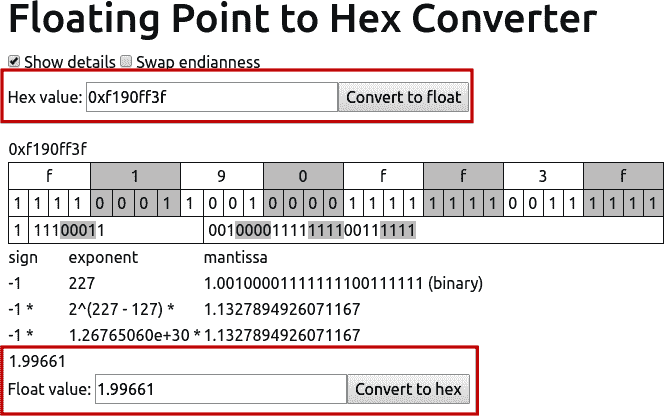 Floating Point to Hex Converter
Show details Swap endianness
Hex value: 0xf190ff3f Convert to float
0xf190ff3f
f 1 9 0 f f 3 f
1 1 1 1 0 0 0 1 1 0 0 1 0 0 0 0 1 1 1 1 1 1 1 1 0 0 1 1 1 1 1 1
1 11100011 00100001111111100111111
sign exponent mantissa
-1 227 1.00100001111111100111111 (binary)
-1 * 2^(227 - 127) * 1.1327894926071167
-1 * 1.26765060e+30 * 1.1327894926071167
1.99661
Float value: 1.99661 Convert to hex